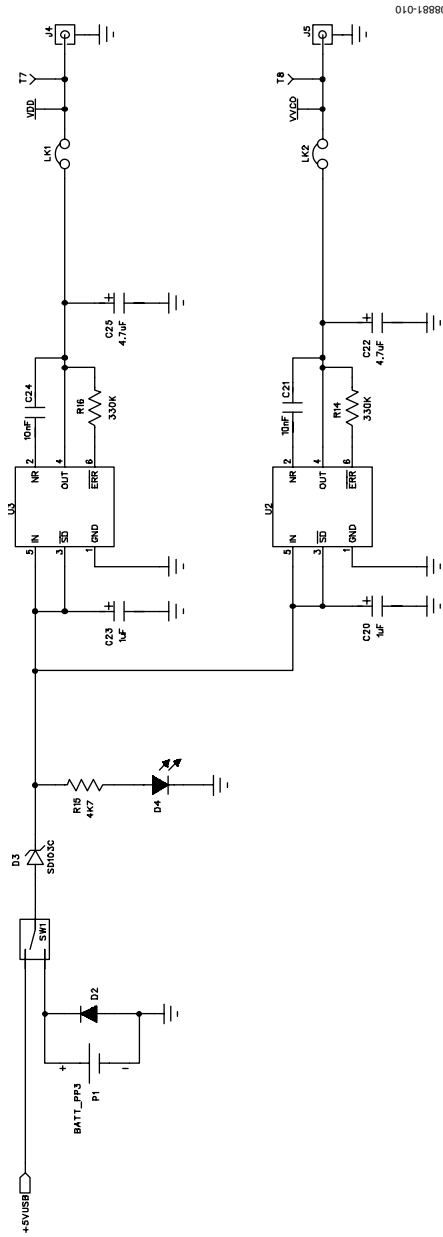 08881-010
J4
T7
VDD
LK1
C25
4.7uF
C24
10nF
R16
330K
U3
2
NR
4
OUT
6
ERR
5
IN
3
SD
1
GND
C23
1uF
J5
T8
VVCO
LK2
C22
4.7uF
C21
10nF
R14
330K
U2
2
NR
4
OUT
6
ERR
5
IN
3
SD
1
GND
C20
1uF
R15
4K7
D4
D3
SD103C
SW1
D2
+
-
BATT_PP3
P1
+5VUSB